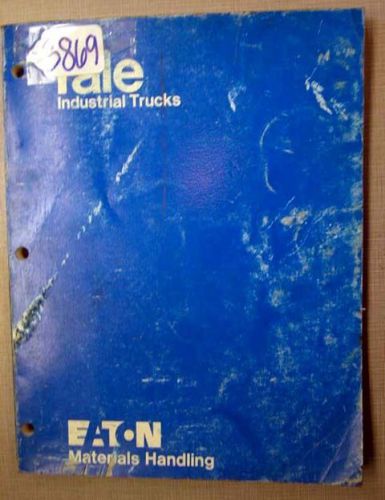 3869
Yale
Industrial Trucks
EATON
Materials Handling